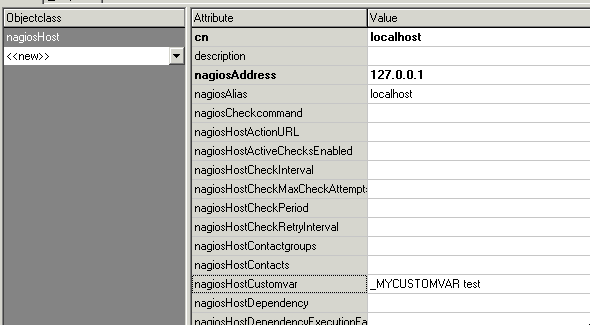 Objectclass Attribute Value
nagiosHost cn localhost
<<new>> description
nagiosAddress 127.0.0.1
nagiosAlias localhost
nagiosCheckcommand
nagiosHostActionURL
nagiosHostActiveChecksEnabled
nagiosHostCheckInterval
nagiosHostCheckMaxCheckAttempt
nagiosHostCheckPeriod
nagiosHostCheckRetryInterval
nagiosHostContactgroups
nagiosHostContacts
nagiosHostCustomvar _MYCUSTOMVAR test
nagiosHostDependency
nagiosHostDependencyExecutionFa